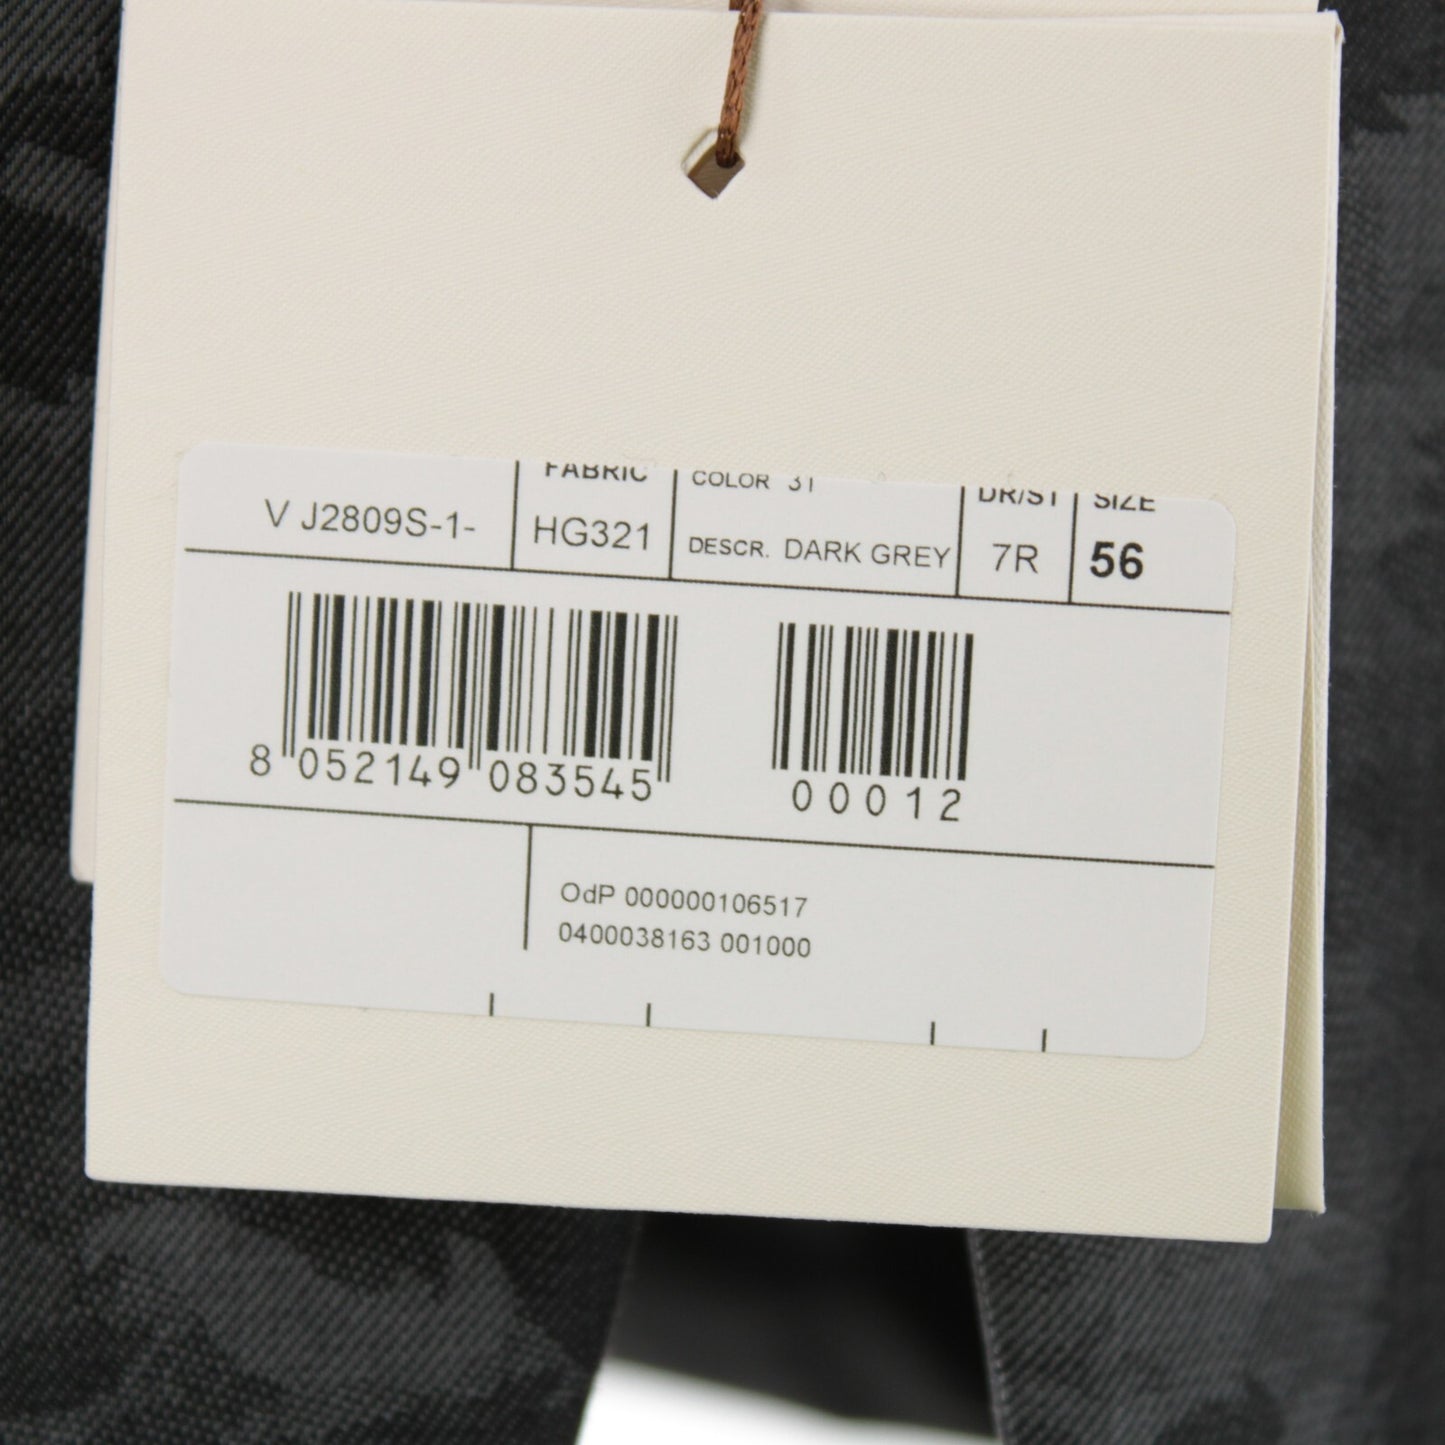 FABRIC COLOR 31 DR/ST SIZE
V J2809S-1- HG321 DESCR. DARK GREY 7R 56
8 052149 083545 00012
OdP 000000106517
0400038163 001000